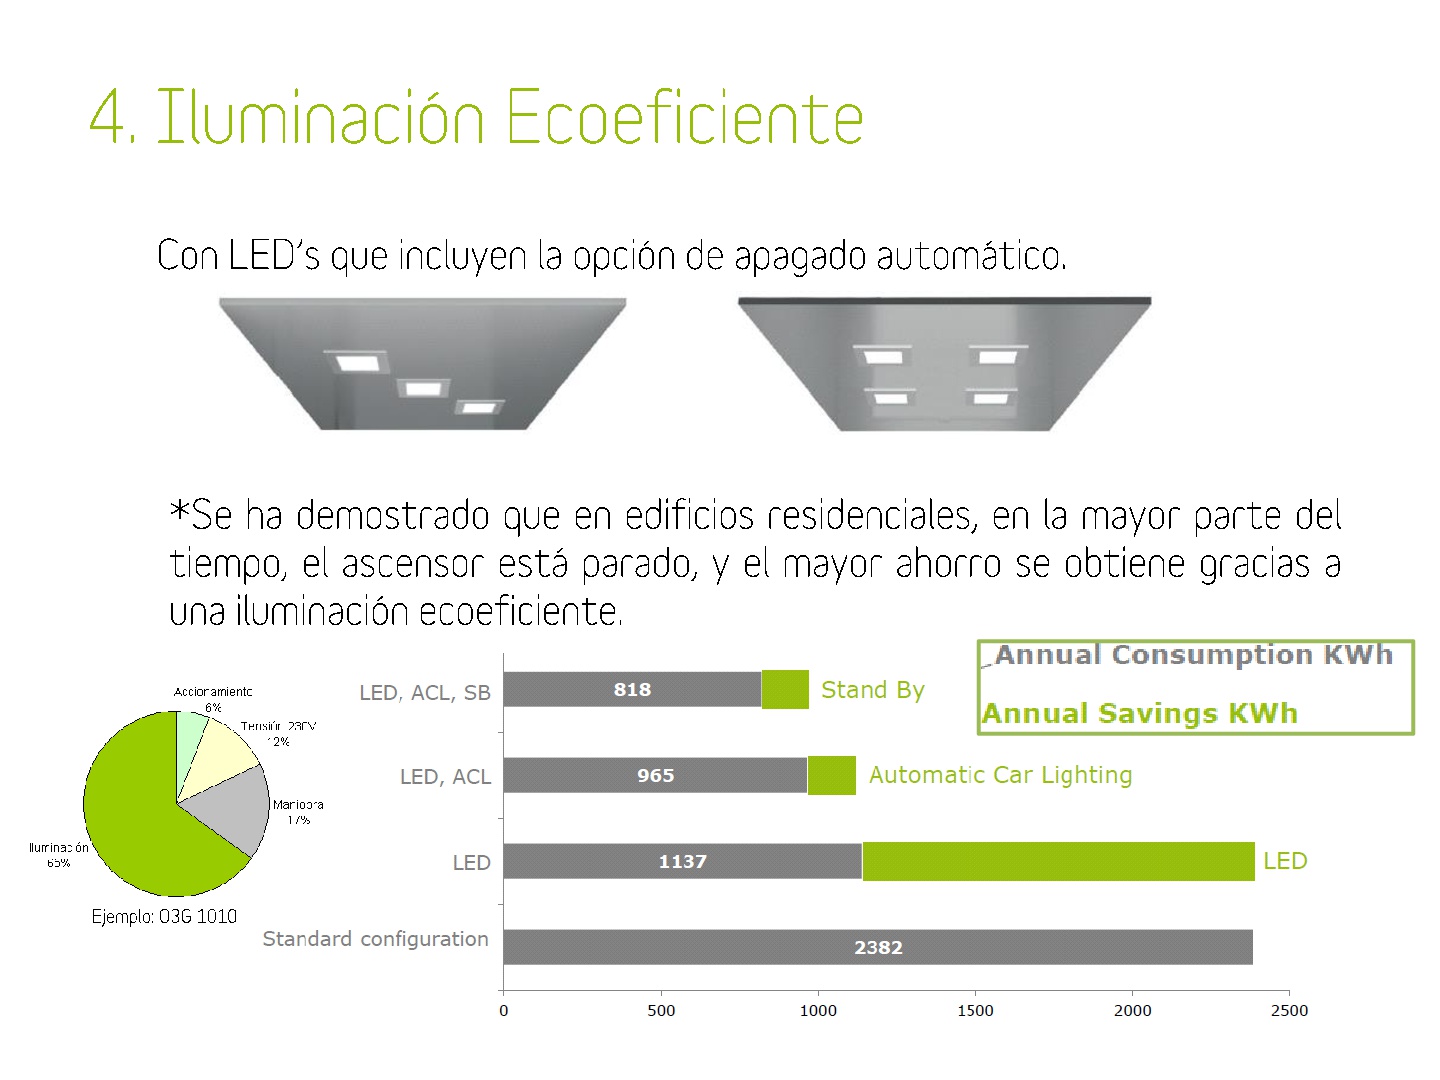 4. Iluminación Ecoeficiente
Con LED's que incluyen la opción de apagado automático.
*Se ha demostrado que en edificios residenciales, en la mayor parte del
tiempo, el ascensor está parado, y el mayor ahorro se obtiene gracias a
una iluminación ecoeficiente.
Annual Consumption KWh
Annual Savings KWh
Accionamiento
6%
Tensión 230V
12%
Maniobra
17%
Iluminación
65%
Ejemplo: O3G 1010
LED, ACL, SB
818
Stand By
LED, ACL
965
Automatic Car Lighting
LED
1137
LED
Standard configuration
2382
0 500 1000 1500 2000 2500